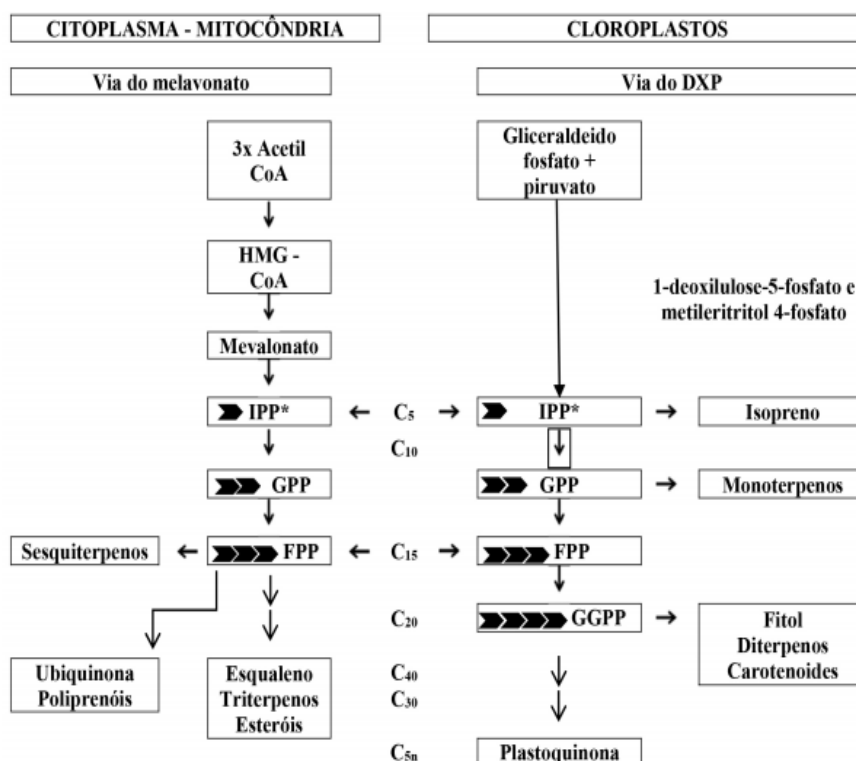 CITOPLASMA - MITOCÔNDRIA
CLOROPLASTOS
Via do melavonato
Via do DXP
3x Acetil
CoA
Gliceraldeido
fosfato +
piruvato
HMG -
CoA
1-deoxilulose-5-fosfato e
metileritritol 4-fosfato
Mevalonato
IPP*
C5
IPP*
Isopreno
C10
GPP
GPP
Monoterpenos
Sesquiterpenos
FPP
C15
FPP
C20
GGPP
Fitol
Diterpenos
Carotenoides
Ubiquinona
Poliprenóis
Esqualeno
Triterpenos
Esteróis
C40
C30
C5n
Plastoquinona